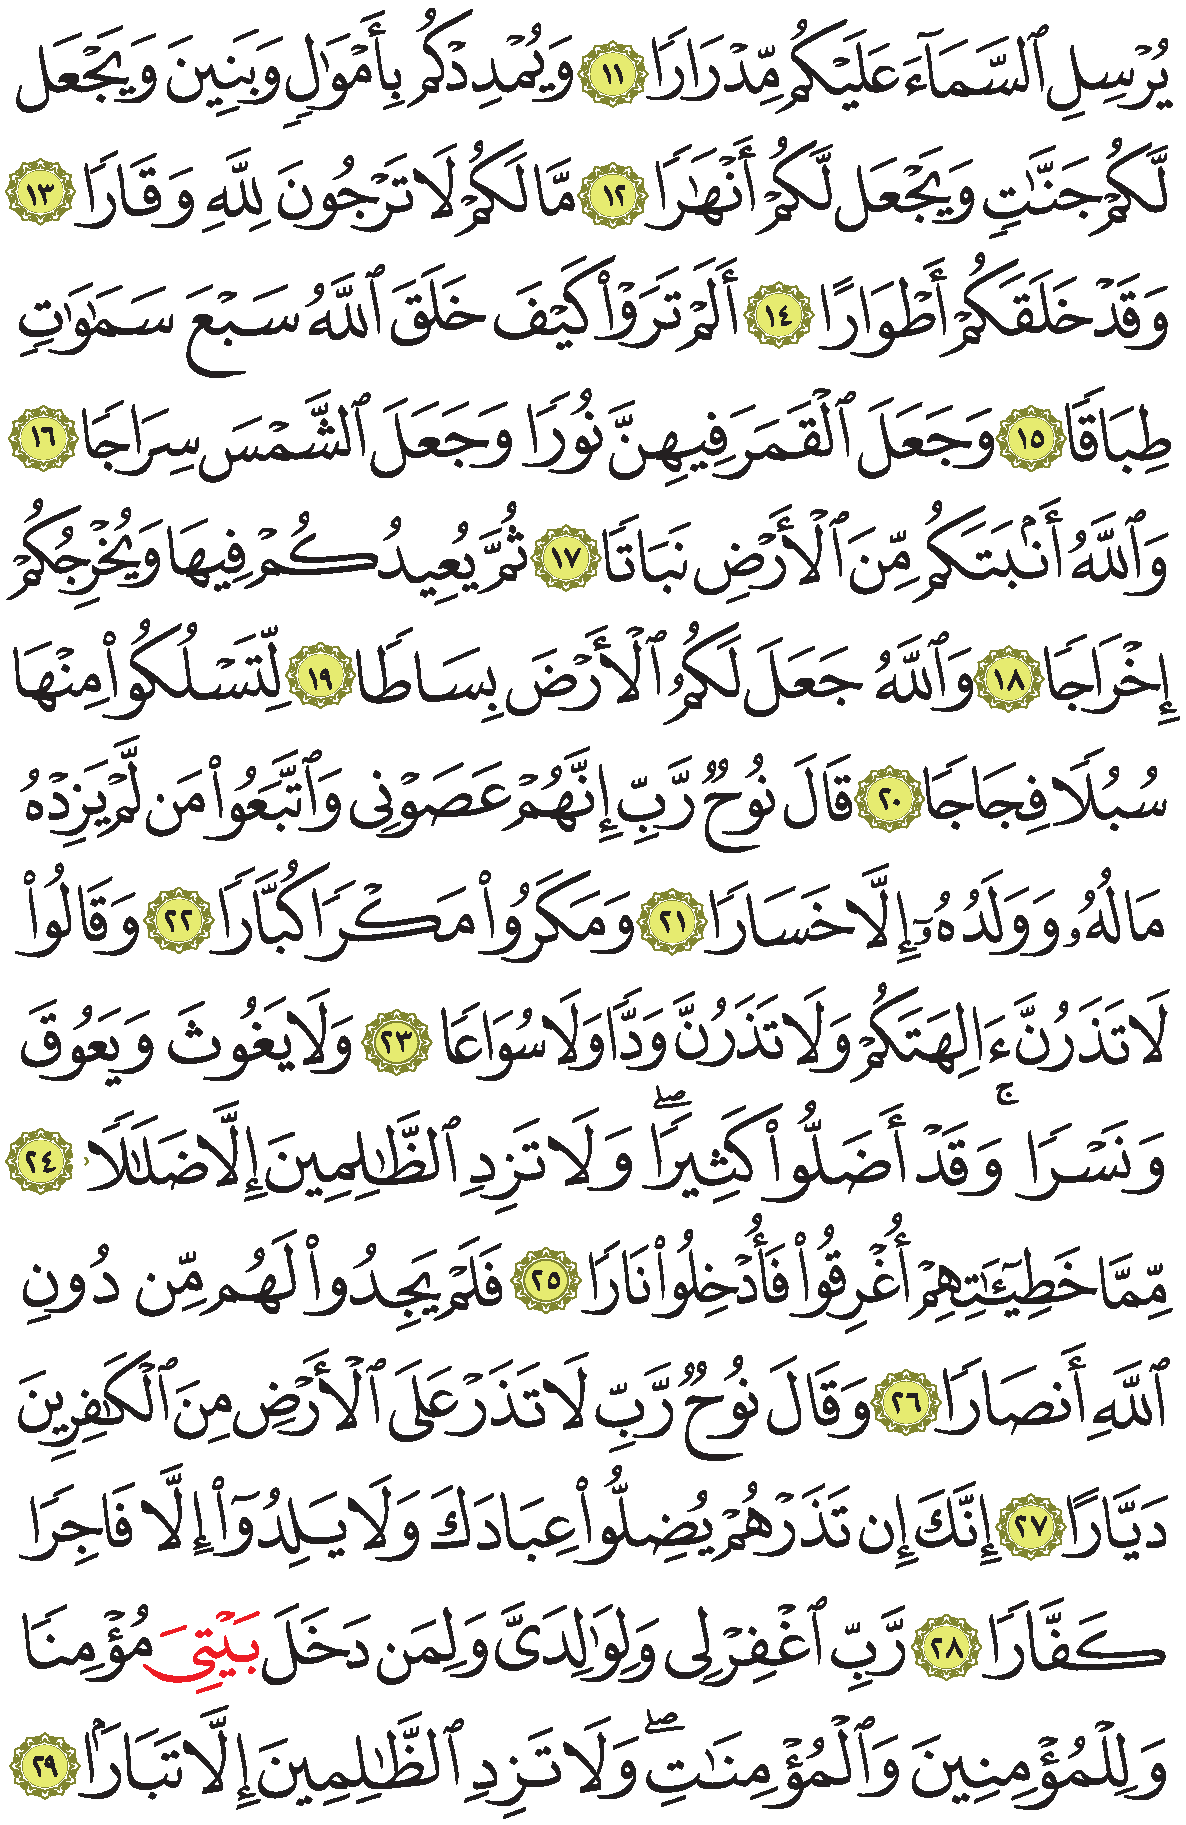 يُرْسِلِ ٱلسَّمَآءَ عَلَيْكُم مِّدْرَارًا ١١ وَيُمْدِدْكُم بِأَمْوَٰلٍ وَبَنِينَ وَيَجْعَل
لَّكُمْ جَنَّٰتٍ وَيَجْعَل لَّكُمْ أَنْهَٰرًا ١٢ مَّا لَكُمْ لَا تَرْجُونَ لِلَّهِ وَقَارًا ١٣
وَقَدْ خَلَقَكُمْ أَطْوَارًا ١٤ أَلَمْ تَرَوْا۟ كَيْفَ خَلَقَ ٱللَّهُ سَبْعَ سَمَٰوَٰتٍ
طِبَاقًا ١٥ وَجَعَلَ ٱلْقَمَرَ فِيهِنَّ نُورًا وَجَعَلَ ٱلشَّمْسَ سِرَاجًا ١٦
وَٱللَّهُ أَنۢبَتَكُم مِّنَ ٱلْأَرْضِ نَبَاتًا ١٧ ثُمَّ يُعِيدُكُمْ فِيهَا وَيُخْرِجُكُمْ
إِخْرَاجًا ١٨ وَٱللَّهُ جَعَلَ لَكُمُ ٱلْأَرْضَ بِسَاطًا ١٩ لِّتَسْلُكُوا۟ مِنْهَا
سُبُلًا فِجَاجًا ٢٠ قَالَ نُوحٌ رَّبِّ إِنَّهُمْ عَصَوْنِى وَٱتَّبَعُوا۟ مَن لَّمْ يَزِدْهُ
مَالُهُۥ وَوَلَدُهُۥٓ إِلَّا خَسَارًا ٢١ وَمَكَرُوا۟ مَكْرًا كُبَّارًا ٢٢ وَقَالُوا۟
لَا تَذَرُنَّ ءَالِهَتَكُمْ وَلَا تَذَرُنَّ وَدًّا وَلَا سُوَاعًا ٢٣ وَلَا يَغُوثَ وَيَعُوقَ
وَنَسْرًا ۚ وَقَدْ أَضَلُّوا۟ كَثِيرًا ۖ وَلَا تَزِدِ ٱلظَّٰلِمِينَ إِلَّا ضَلَٰلًا ٢٤
مِّمَّا خَطِيٓـَٰٔتِهِمْ أُغْرِقُوا۟ فَأُدْخِلُوا۟ نَارًا ٢٥ فَلَمْ يَجِدُوا۟ لَهُم مِّن دُونِ
ٱللَّهِ أَنصَارًا ٢٦ وَقَالَ نُوحٌ رَّبِّ لَا تَذَرْ عَلَى ٱلْأَرْضِ مِنَ ٱلْكَٰفِرِينَ
دَيَّارًا ٢٧ إِنَّكَ إِن تَذَرْهُمْ يُضِلُّوا۟ عِبَادَكَ وَلَا يَلِدُوٓا۟ إِلَّا فَاجِرًا
كَفَّارًا ٢٨ رَّبِّ ٱغْفِرْ لِى وَلِوَٰلِدَىَّ وَلِمَن دَخَلَ بَيْتِىَ مُؤْمِنًا
وَلِلْمُؤْمِنِينَ وَٱلْمُؤْمِنَٰتِ ۖ وَلَا تَزِدِ ٱلظَّٰلِمِينَ إِلَّا تَبَارًۢا ٢٩